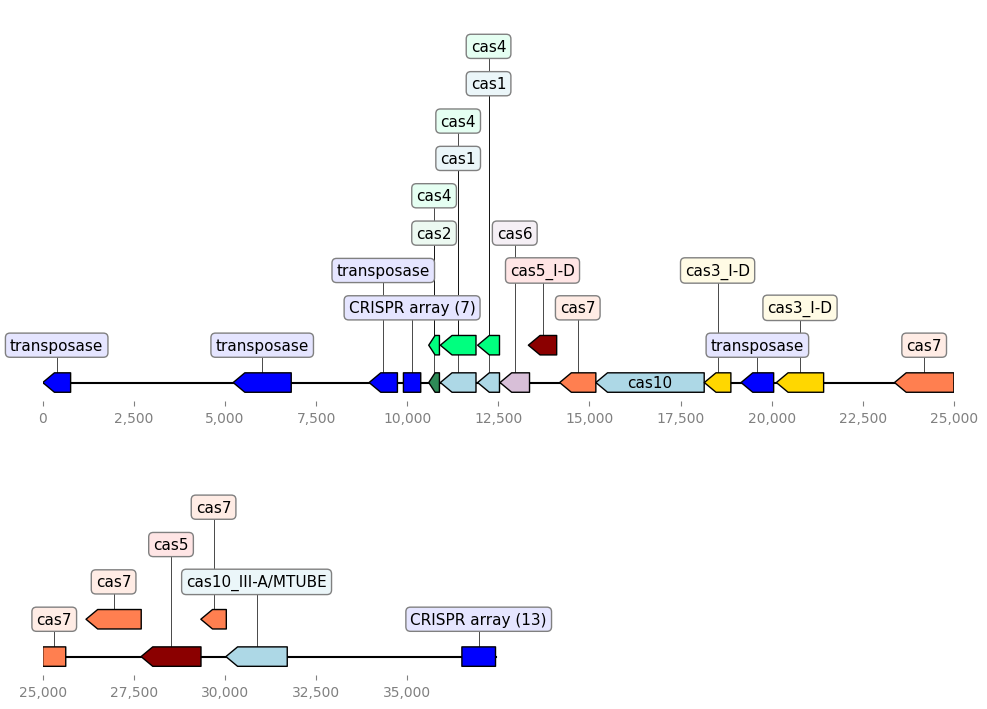 cas4
cas1
cas4
cas1
cas4
cas2 cas6
transposase cas5_I-D cas3_I-D
CRISPR array (7) cas7 cas3_I-D
transposase transposase transposase cas7
cas10
0 2,500 5,000 7,500 10,000 12,500 15,000 17,500 20,000 22,500 25,000
cas7
cas5
cas7 cas10_III-A/MTUBE
cas7 CRISPR array (13)
25,000 27,500 30,000 32,500 35,000